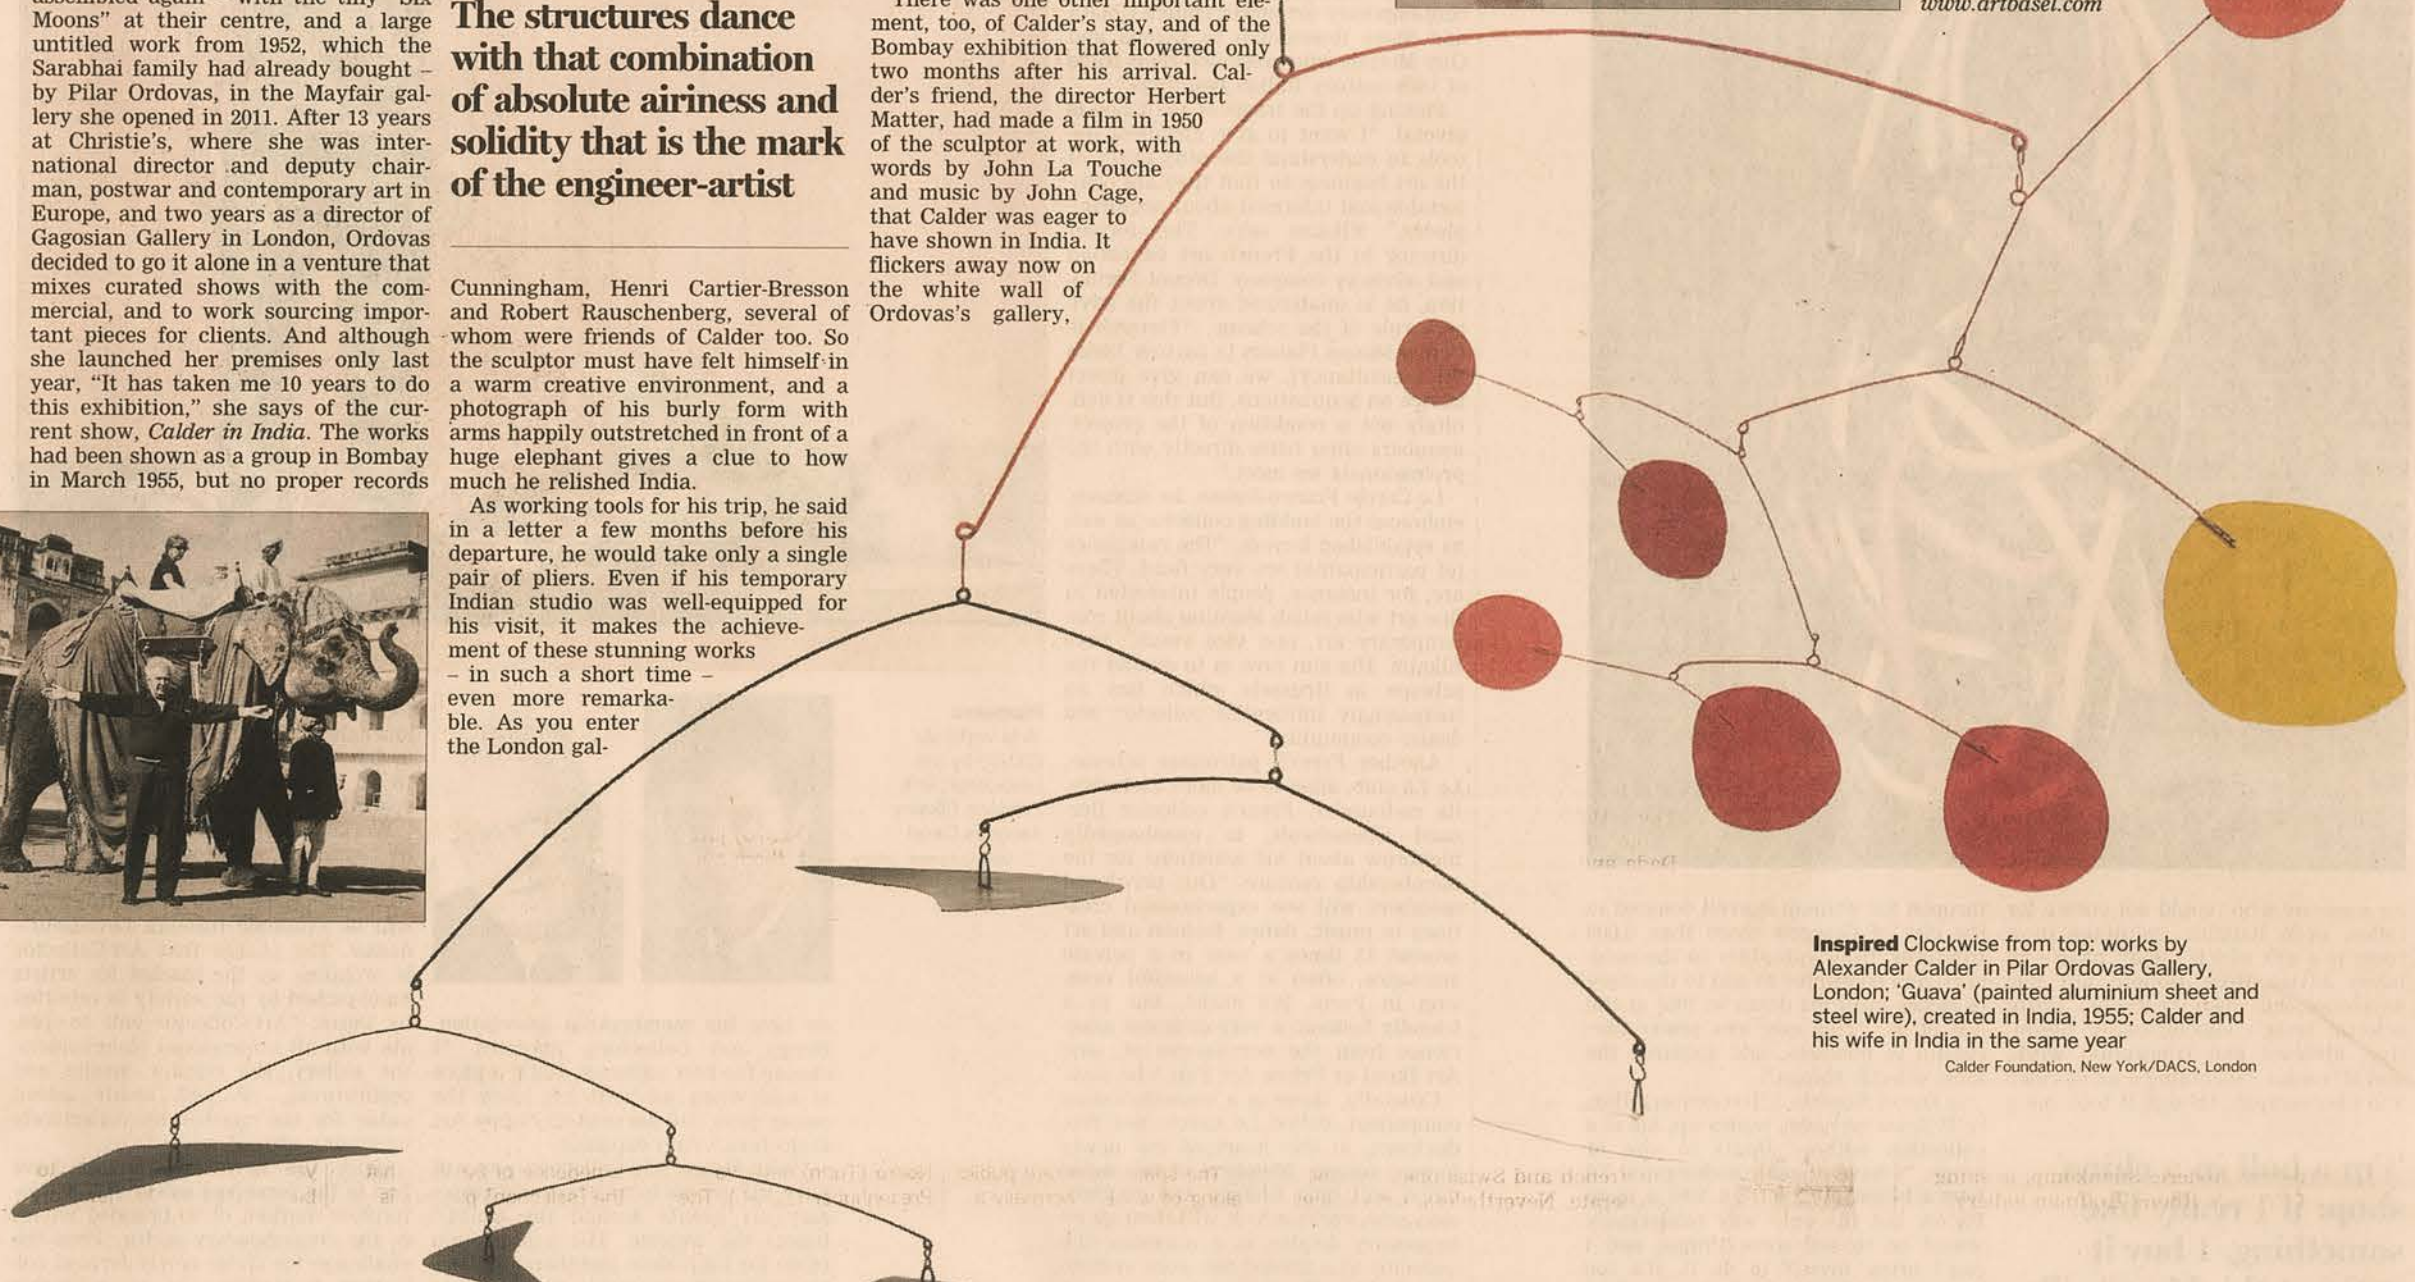 Moons” at their centre, and a large
untitled work from 1952, which the
Sarabhai family had already bought –
by Pilar Ordovas, in the Mayfair gal-
lery she opened in 2011. After 13 years
at Christie’s, where she was inter-
national director and deputy chair-
man, postwar and contemporary art in
Europe, and two years as a director of
Gagosian Gallery in London, Ordovas
decided to go it alone in a venture that
mixes curated shows with the com-
mercial, and to work sourcing impor-
tant pieces for clients. And although
she launched her premises only last
year, “It has taken me 10 years to do
this exhibition,” she says of the cur-
rent show, Calder in India. The works
had been shown as a group in Bombay
in March 1955, but no proper records
The structures dance
with that combination
of absolute airiness and
solidity that is the mark
of the engineer-artist
Cunningham, Henri Cartier-Bresson
and Robert Rauschenberg, several of
whom were friends of Calder too. So
the sculptor must have felt himself in
a warm creative environment, and a
photograph of his burly form with
arms happily outstretched in front of a
huge elephant gives a clue to how
much he relished India.
As working tools for his trip, he said
in a letter a few months before his
departure, he would take only a single
pair of pliers. Even if his temporary
Indian studio was well-equipped for
his visit, it makes the achieve-
ment of these stunning works
– in such a short time –
even more remarka-
ble. As you enter
the London gal-
There was one other important ele-
ment, too, of Calder’s stay, and of the
Bombay exhibition that flowered only
two months after his arrival. Cal-
der’s friend, the director Herbert
Matter, had made a film in 1950
of the sculptor at work, with
words by John La Touche
and music by John Cage,
that Calder was eager to
have shown in India. It
flickers away now on
the white wall of
Ordovas’s gallery,
www.artbasel.com
Inspired Clockwise from top: works by
Alexander Calder in Pilar Ordovas Gallery,
London; ‘Guava’ (painted aluminium sheet and
steel wire), created in India, 1955; Calder and
his wife in India in the same year
Calder Foundation, New York/DACS, London